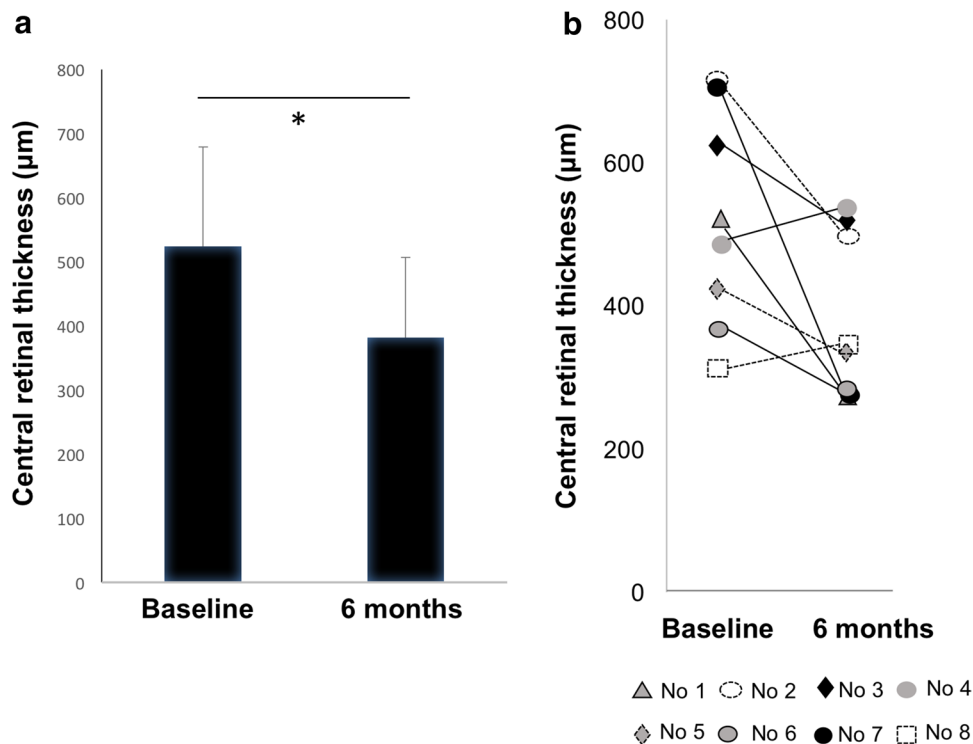 a
800
700
600
500
400
300
200
100
0
Central retinal thickness (μm)
*
Baseline 6 months
b
800
600
400
200
0
Central retinal thickness (μm)
Baseline 6 months
No 1 No 2 No 3 No 4
No 5 No 6 No 7 No 8